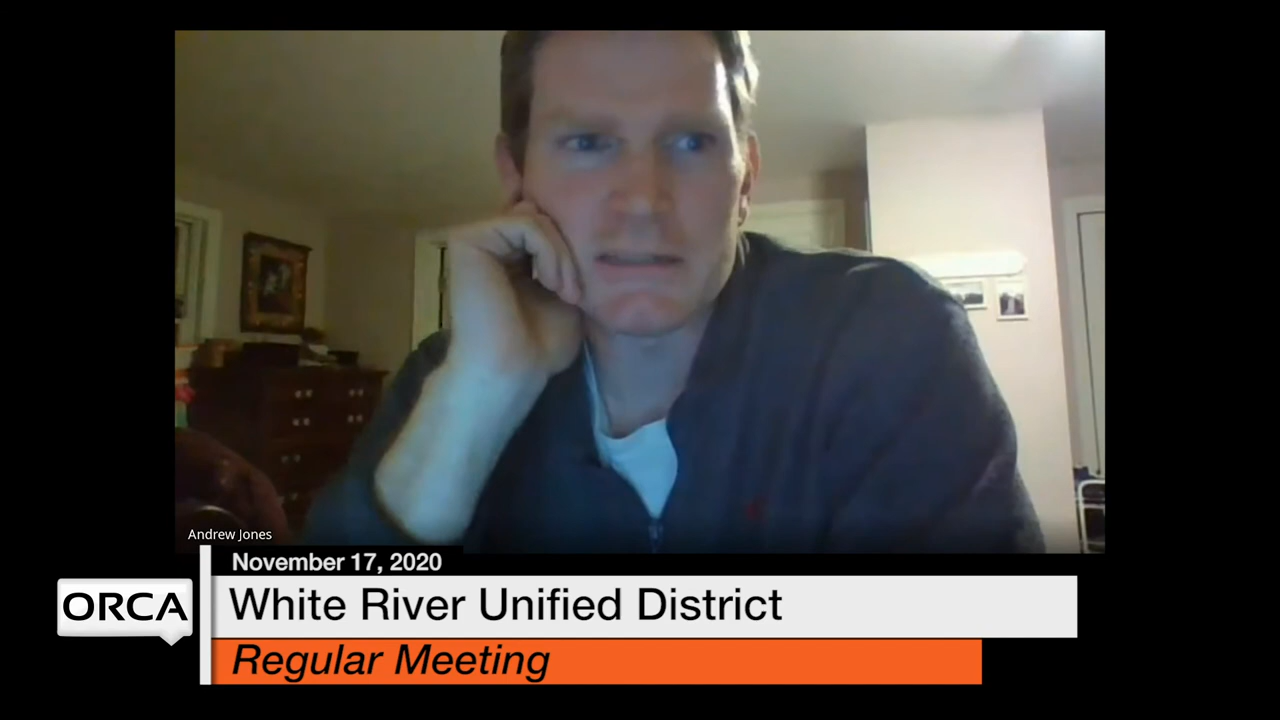 Andrew Jones
November 17, 2020
White River Unified District
ORCA
Regular Meeting